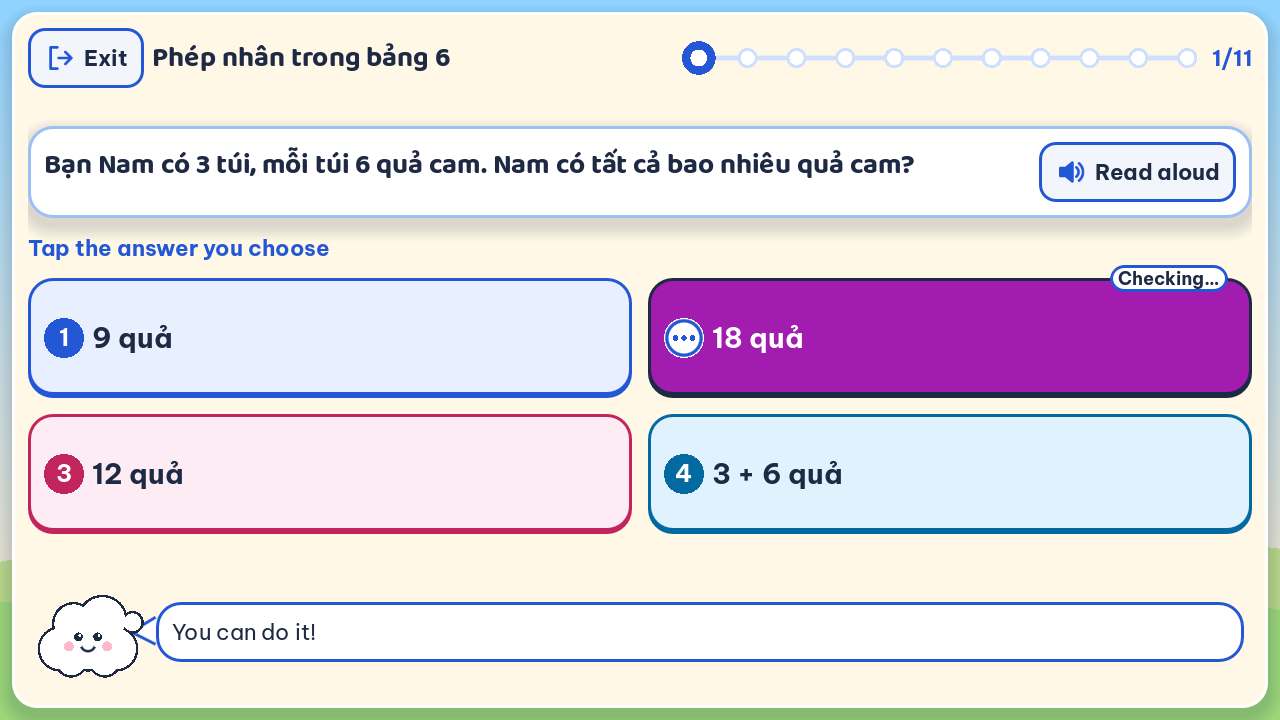 Exit
Phép nhân trong bảng 6
1/11
Bạn Nam có 3 túi, mỗi túi 6 quả cam. Nam có tất cả bao nhiêu quả cam?
Read aloud
Tap the answer you choose
1 9 quả
Checking...
18 quả
3 12 quả
4 3 + 6 quả
You can do it!